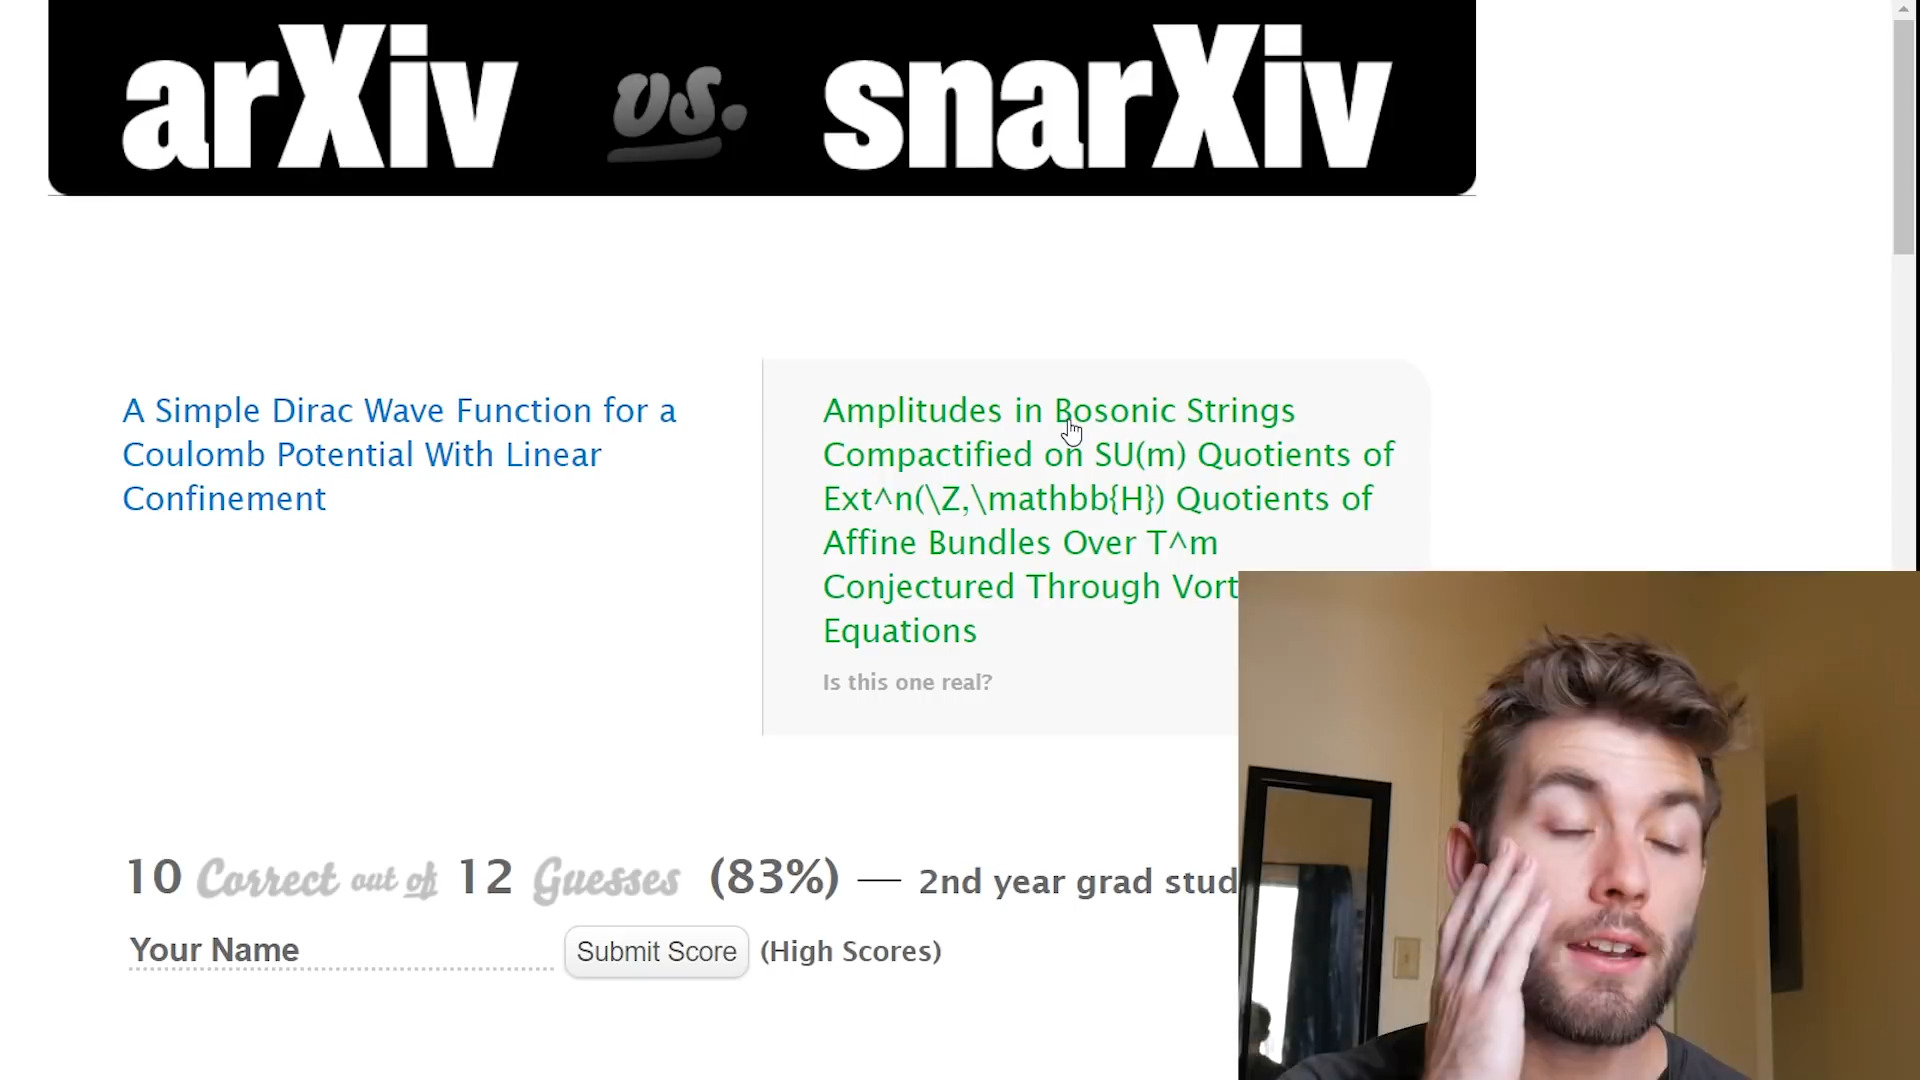 arXiv vs. snarXiv
A Simple Dirac Wave Function for a
Coulomb Potential With Linear
Confinement
Amplitudes in Bosonic Strings
Compactified on SU(m) Quotients of
Ext^n(\Z,\mathbb{H}) Quotients of
Affine Bundles Over T^m
Conjectured Through
Equations
Is this one real?
10 Correct out of 12 Guesses (83%) — 2nd year grad
Your Name
Submit Score (High Scores)